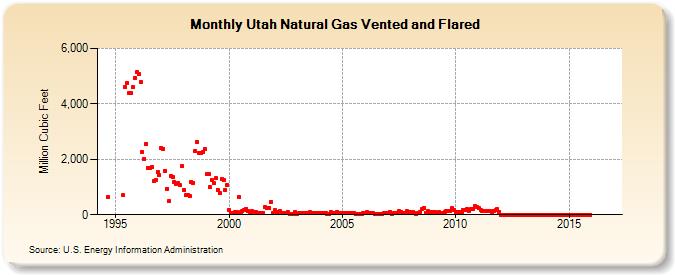 Monthly Utah Natural Gas Vented and Flared
Million Cubic Feet
6,000
4,000
2,000
0
1995 2000 2005 2010 2015
Source: U.S. Energy Information Administration